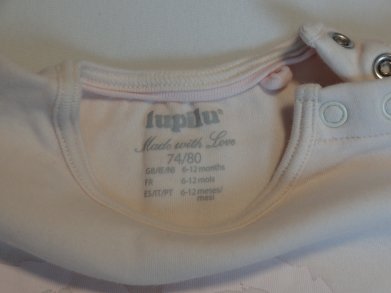 lupilu®
Made with Love
74/80
GB/IE/NI 6-12 months
FR 6-12 mois
ES/IT/PT 6-12 meses/
mesi